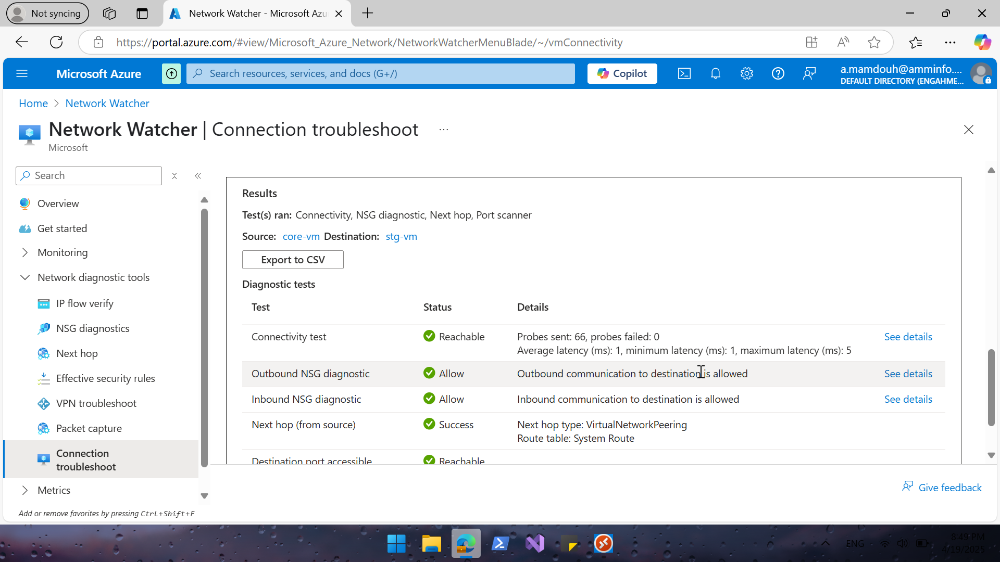 Not syncing
Network Watcher - Microsoft Azu
https://portal.azure.com/#view/Microsoft_Azure_Network/NetworkWatcherMenuBlade/~/vmConnectivity
Microsoft Azure
Search resources, services, and docs (G+/)
Copilot
a.mamdouh@amminfo....
DEFAULT DIRECTORY (ENGAHME...
Home > Network Watcher
Network Watcher | Connection troubleshoot
...
Microsoft
Search
Overview
Get started
Monitoring
Network diagnostic tools
IP flow verify
NSG diagnostics
Next hop
Effective security rules
VPN troubleshoot
Packet capture
Connection
troubleshoot
Metrics
Add or remove favorites by pressing Ctrl+Shift+F
Results
Test(s) ran: Connectivity, NSG diagnostic, Next hop, Port scanner
Source: core-vm Destination: stg-vm
Export to CSV
Diagnostic tests
Test Status Details
Connectivity test Reachable Probes sent: 66, probes failed: 0 See details
Average latency (ms): 1, minimum latency (ms): 1, maximum latency (ms): 5
Outbound NSG diagnostic Allow Outbound communication to destination is allowed See details
Inbound NSG diagnostic Allow Inbound communication to destination is allowed See details
Next hop (from source) Success Next hop type: VirtualNetworkPeering
Route table: System Route
Destination port accessible Reachable
Give feedback
ENG
8:49 PM
4/19/2025